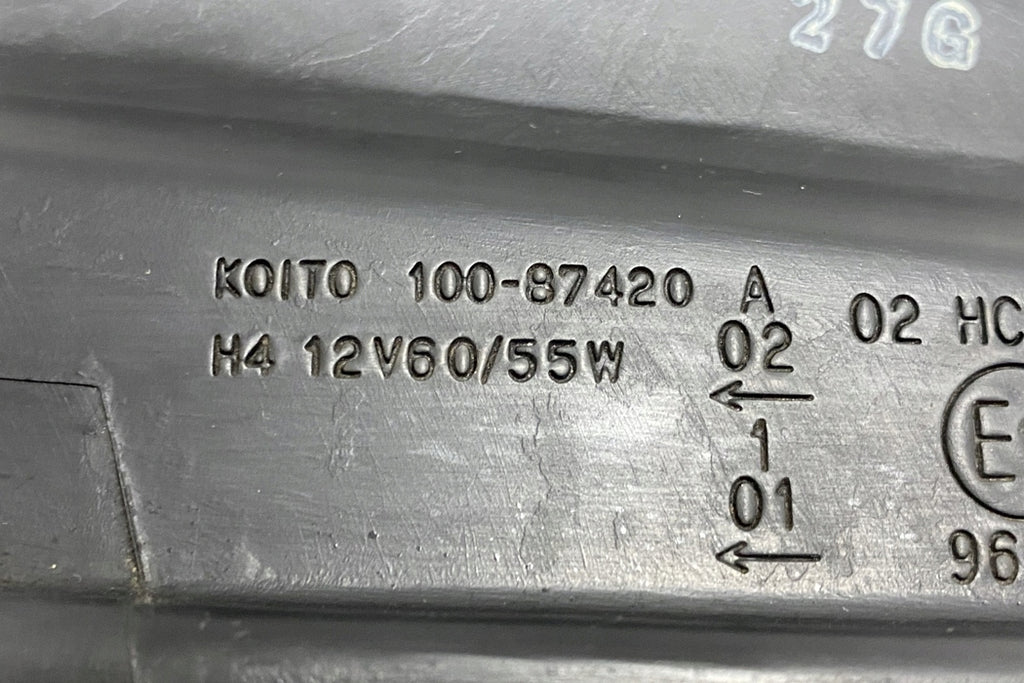 27G
KOITO 100-87420 A
H4 12V60/55W 02 02 HC
←
1 E
01
← 96